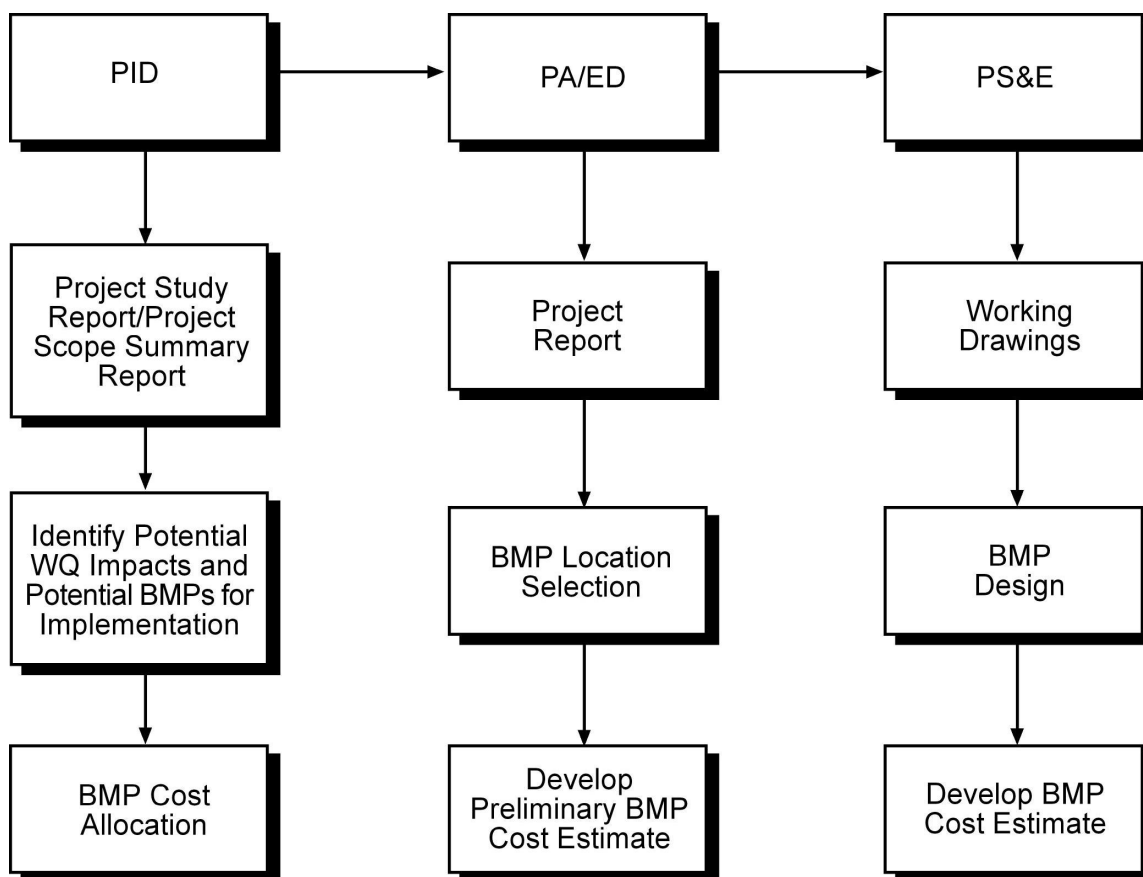 PID
PA/ED
PS&E
Project Study
Report/Project
Scope Summary
Report
Project
Report
Working
Drawings
Identify Potential
WQ Impacts and
Potential BMPs for
Implementation
BMP Location
Selection
BMP
Design
BMP Cost
Allocation
Develop
Preliminary BMP
Cost Estimate
Develop BMP
Cost Estimate